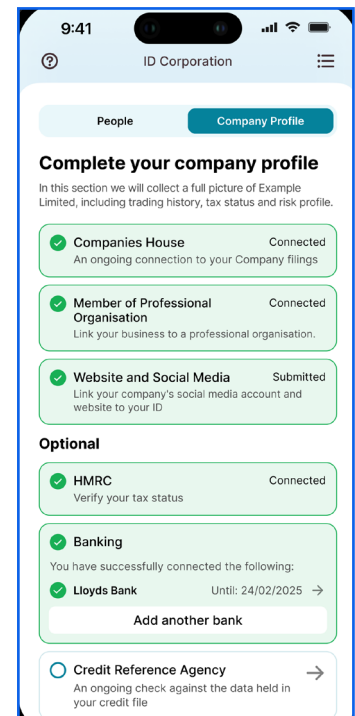 9:41
ID Corporation
People
Company Profile
Complete your company profile
In this section we will collect a full picture of Example
Limited, including trading history, tax status and risk profile.
Companies House
Connected
An ongoing connection to your Company filings
Member of Professional
Organisation
Connected
Link your business to a professional organisation.
Website and Social Media
Submitted
Link your company's social media account and
website to your ID
Optional
HMRC
Connected
Verify your tax status
Banking
You have successfully connected the following:
Lloyds Bank
Until: 24/02/2025
Add another bank
Credit Reference Agency
An ongoing check against the data held in
your credit file